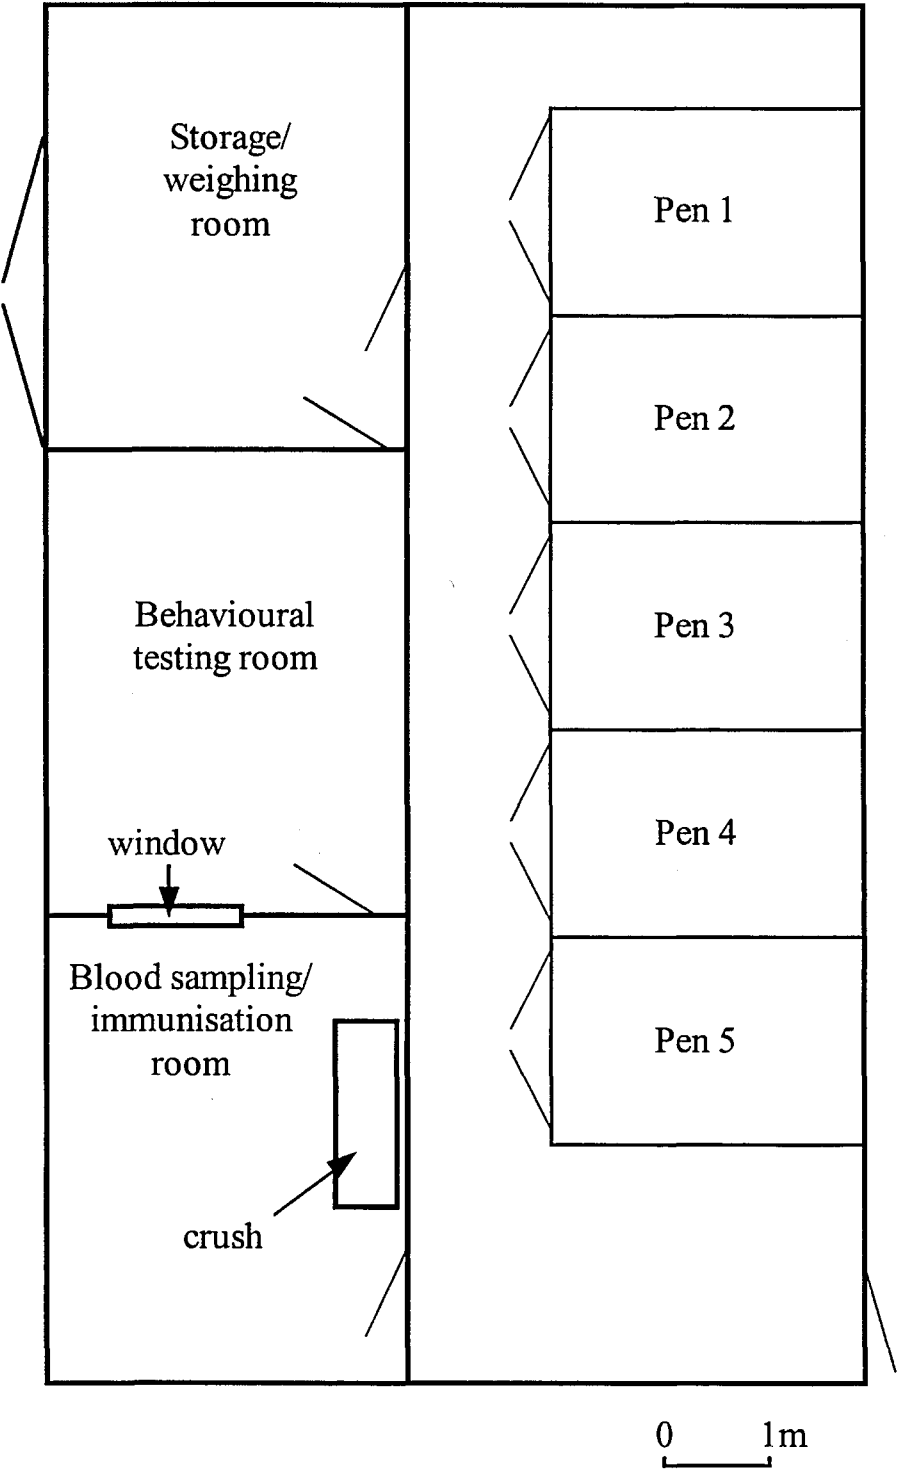 Storage/
weighing
room
Pen 1
Pen 2
Behavioural
testing room
Pen 3
window
Pen 4
Blood sampling/
immunisation
room
Pen 5
crush
0 1m